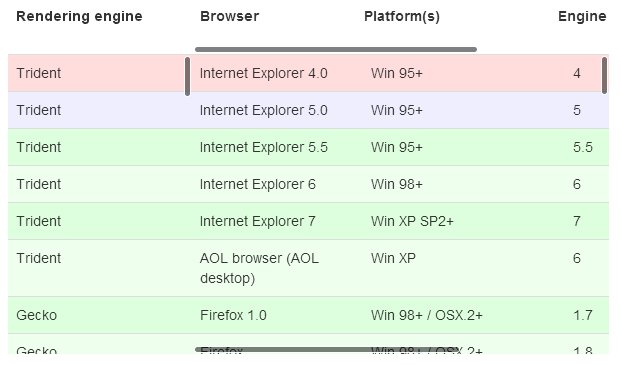 Rendering engine Browser Platform(s) Engine
Trident Internet Explorer 4.0 Win 95+ 4
Trident Internet Explorer 5.0 Win 95+ 5
Trident Internet Explorer 5.5 Win 95+ 5.5
Trident Internet Explorer 6 Win 98+ 6
Trident Internet Explorer 7 Win XP SP2+ 7
Trident AOL browser (AOL Win XP 6
desktop)
Gecko Firefox 1.0 Win 98+ / OSX.2+ 1.7
Gecko Firefox Win 98+ / OSX.2+ 1.8